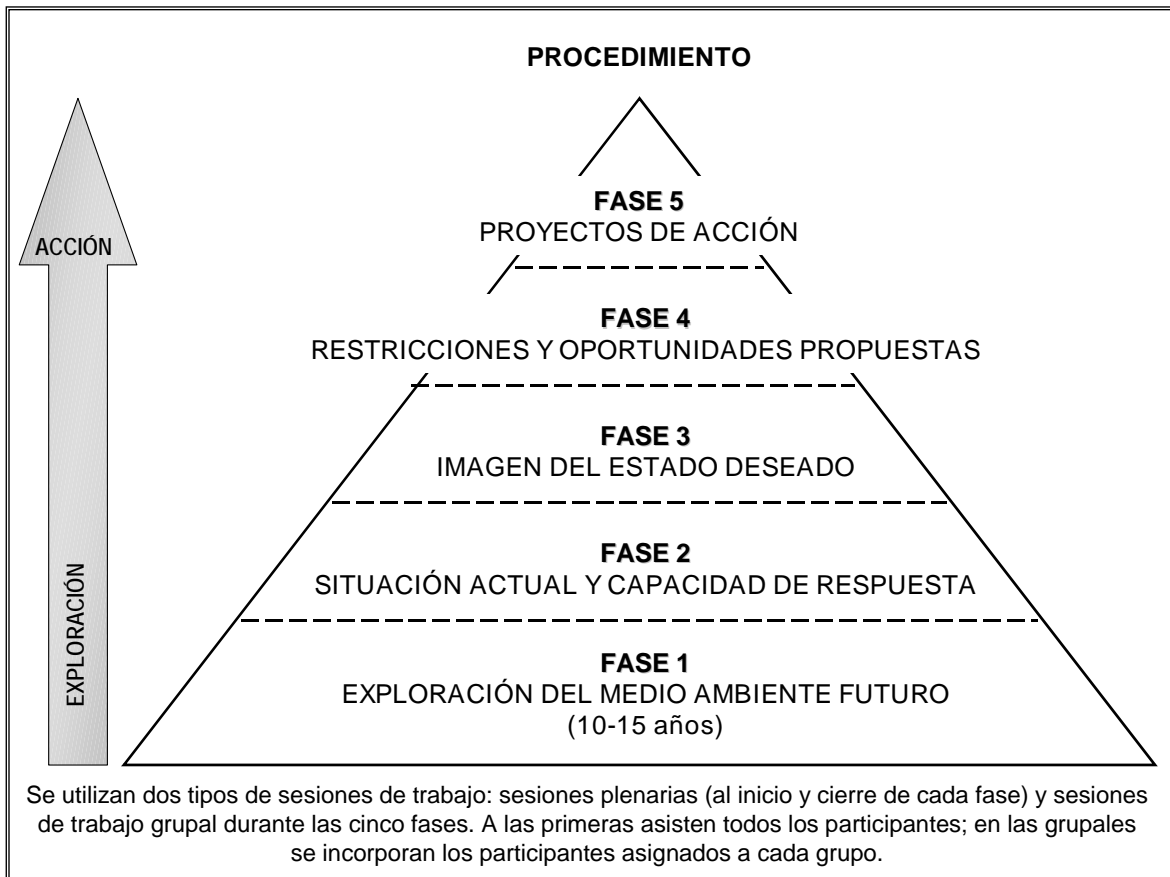 PROCEDIMIENTO
ACCIÓN
EXPLORACIÓN
FASE 5
PROYECTOS DE ACCIÓN
FASE 4
RESTRICCIONES Y OPORTUNIDADES PROPUESTAS
FASE 3
IMAGEN DEL ESTADO DESEADO
FASE 2
SITUACIÓN ACTUAL Y CAPACIDAD DE RESPUESTA
FASE 1
EXPLORACIÓN DEL MEDIO AMBIENTE FUTURO
(10-15 años)
Se utilizan dos tipos de sesiones de trabajo: sesiones plenarias (al inicio y cierre de cada fase) y sesiones
de trabajo grupal durante las cinco fases. A las primeras asisten todos los participantes; en las grupales
se incorporan los participantes asignados a cada grupo.